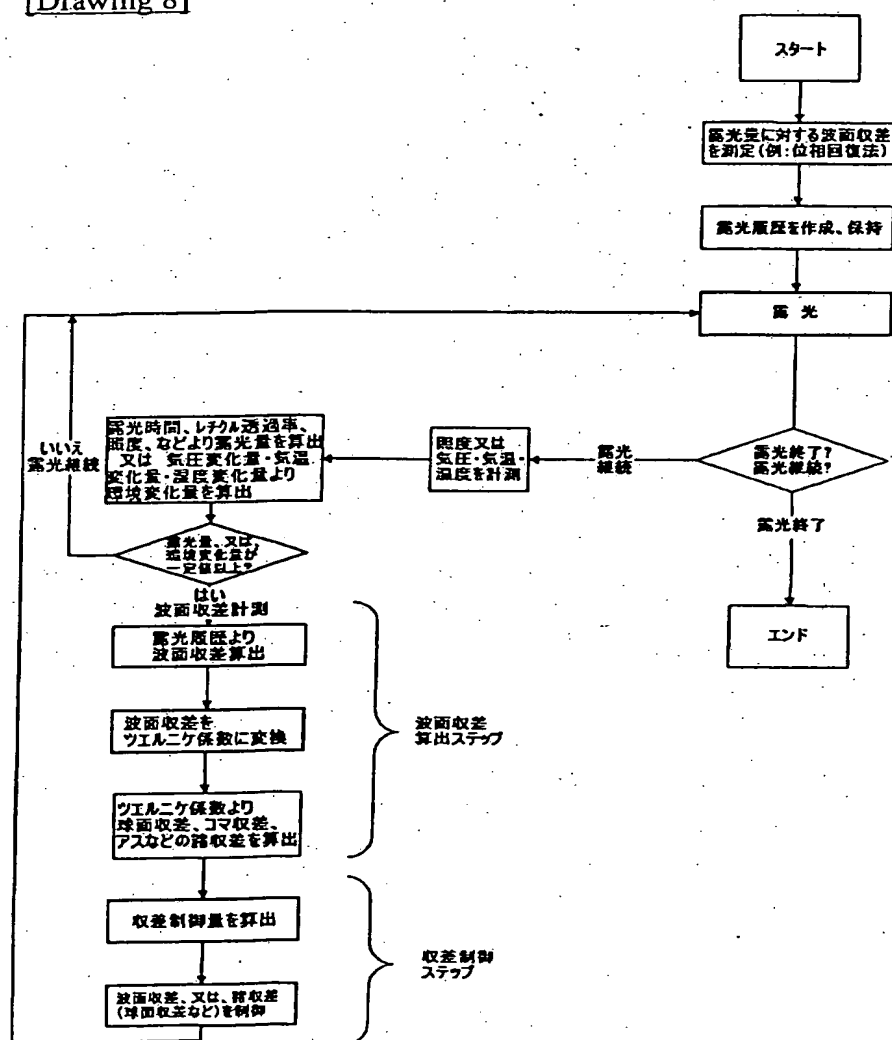 [Drawing 8]
スタート
露光量に対する波面収差
を測定(例:位相回復法)
露光履歴を作成、保持
露 光
露光終了?
露光継続?
露光終了
エンド
露光
継続
照度又は
気圧・気温・
湿度を計測
露光時間、レチクル透過率、
照度、などより露光量を算出
又は 気圧変化量・気温
変化量・湿度変化量より
環境変化量を算出
いいえ
露光継続
露光量、又は、
環境変化量が
一定値以上?
はい
波面収差計測
露光履歴より
波面収差算出
波面収差を
ツエルニケ係数に変換
ツエルニケ係数より
球面収差、コマ収差、
アスなどの諸収差を算出
波面収差
算出ステップ
収差制御量を算出
波面収差、又は、諸収差
(球面収差など)を制御
収差制御
ステップ